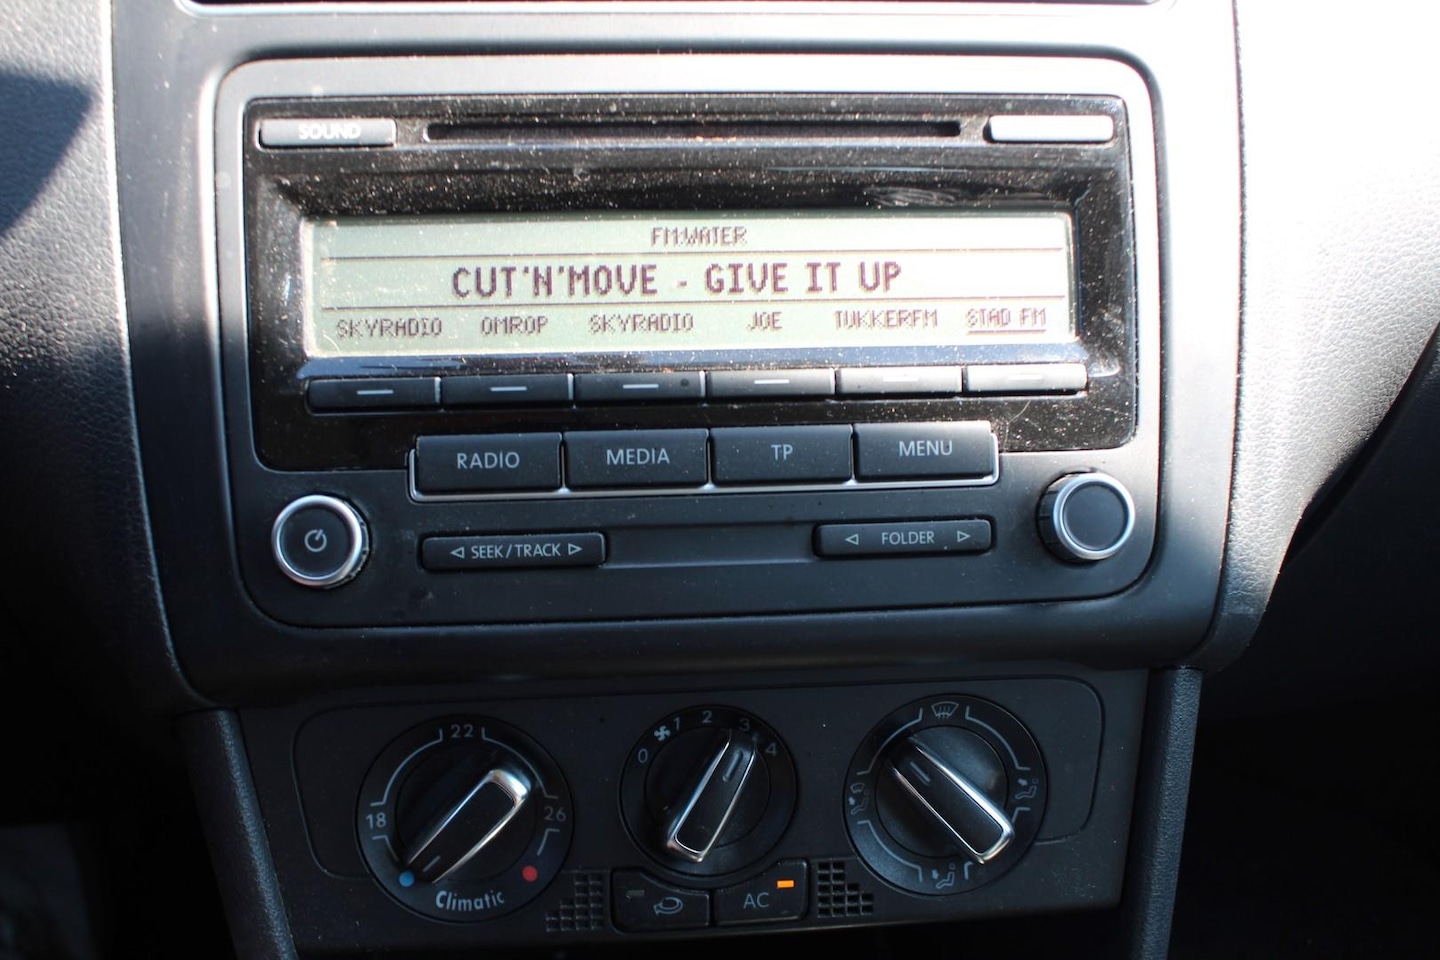 SOUND
FM:WATER
CUT'N'MOVE - GIVE IT UP
SKYRADIO OMROP SKYRADIO JOE TUKKERFM STAD FM
RADIO MEDIA TP MENU
SEEK/TRACK FOLDER
22
18 26
Climatic
0 1 2 3 4
AC